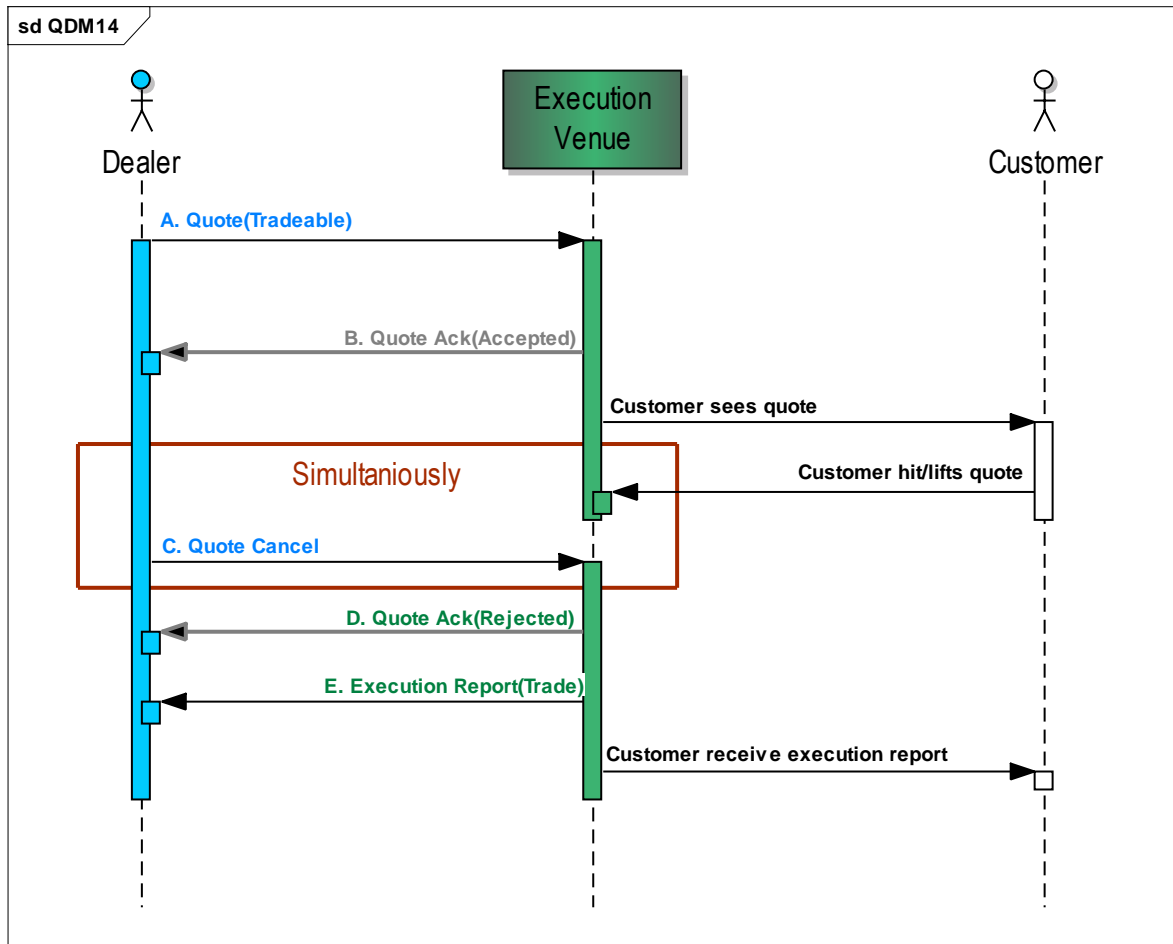 sd QDM14
Execution
Venue
Dealer
Customer
A. Quote(Tradeable)
B. Quote Ack(Accepted)
Customer sees quote
Simultaniously
Customer hit/lifts quote
C. Quote Cancel
D. Quote Ack(Rejected)
E. Execution Report(Trade)
Customer receive execution report